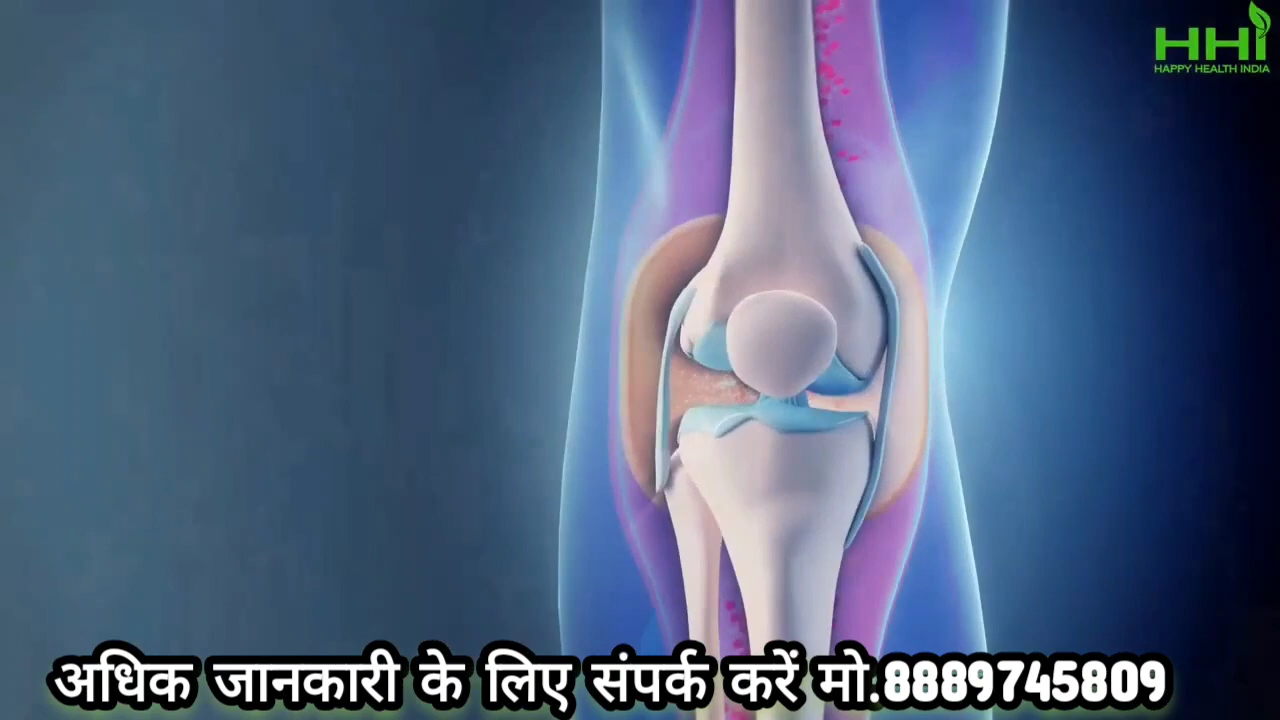 HHI
HAPPY HEALTH INDIA
अधिक जानकारी के लिए संपर्क करें मो.8889745809